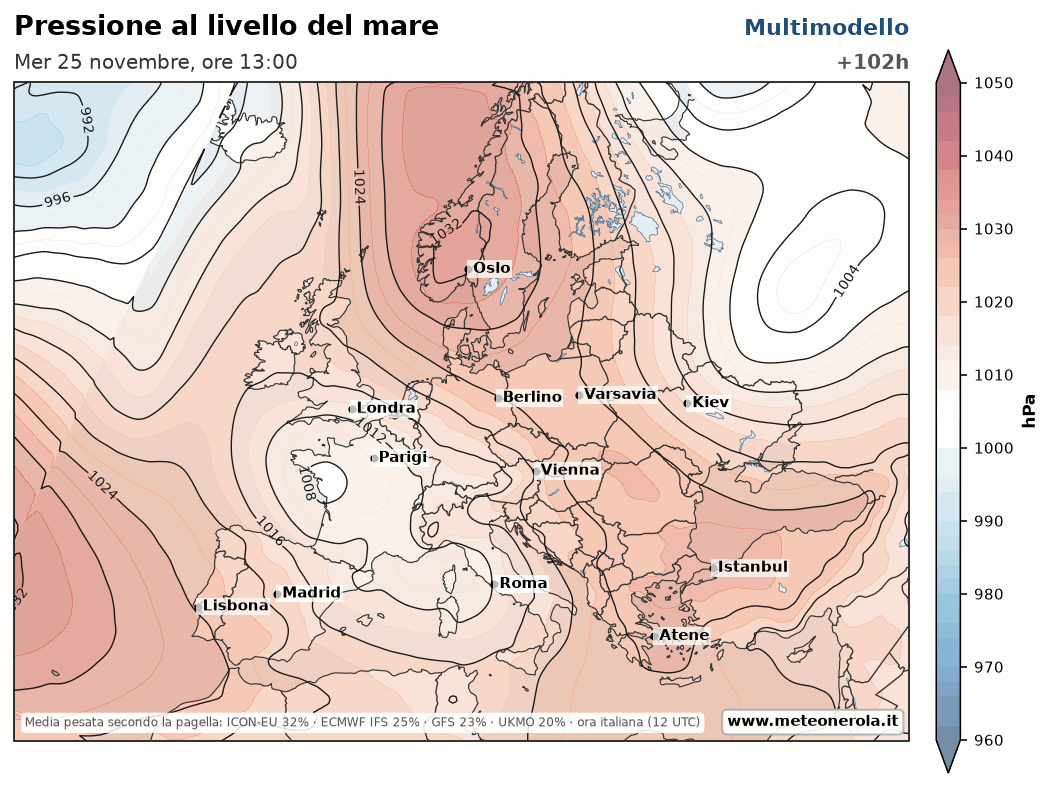 Pressione al livello del mare
Multimodello
Mer 25 novembre, ore 13:00
+102h
992
996
1024
1032
1004
Oslo
Londra
Berlino
Varsavia
Kiev
1012
Parigi
Vienna
1008
1024
1016
Istanbul
Roma
Madrid
Lisbona
Atene
1050
1040
1030
1020
1010
1000
990
980
970
960
hPa
Media pesata secondo la pagella: ICON-EU 32% · ECMWF IFS 25% · GFS 23% · UKMO 20% · ora italiana (12 UTC)
www.meteonerola.it